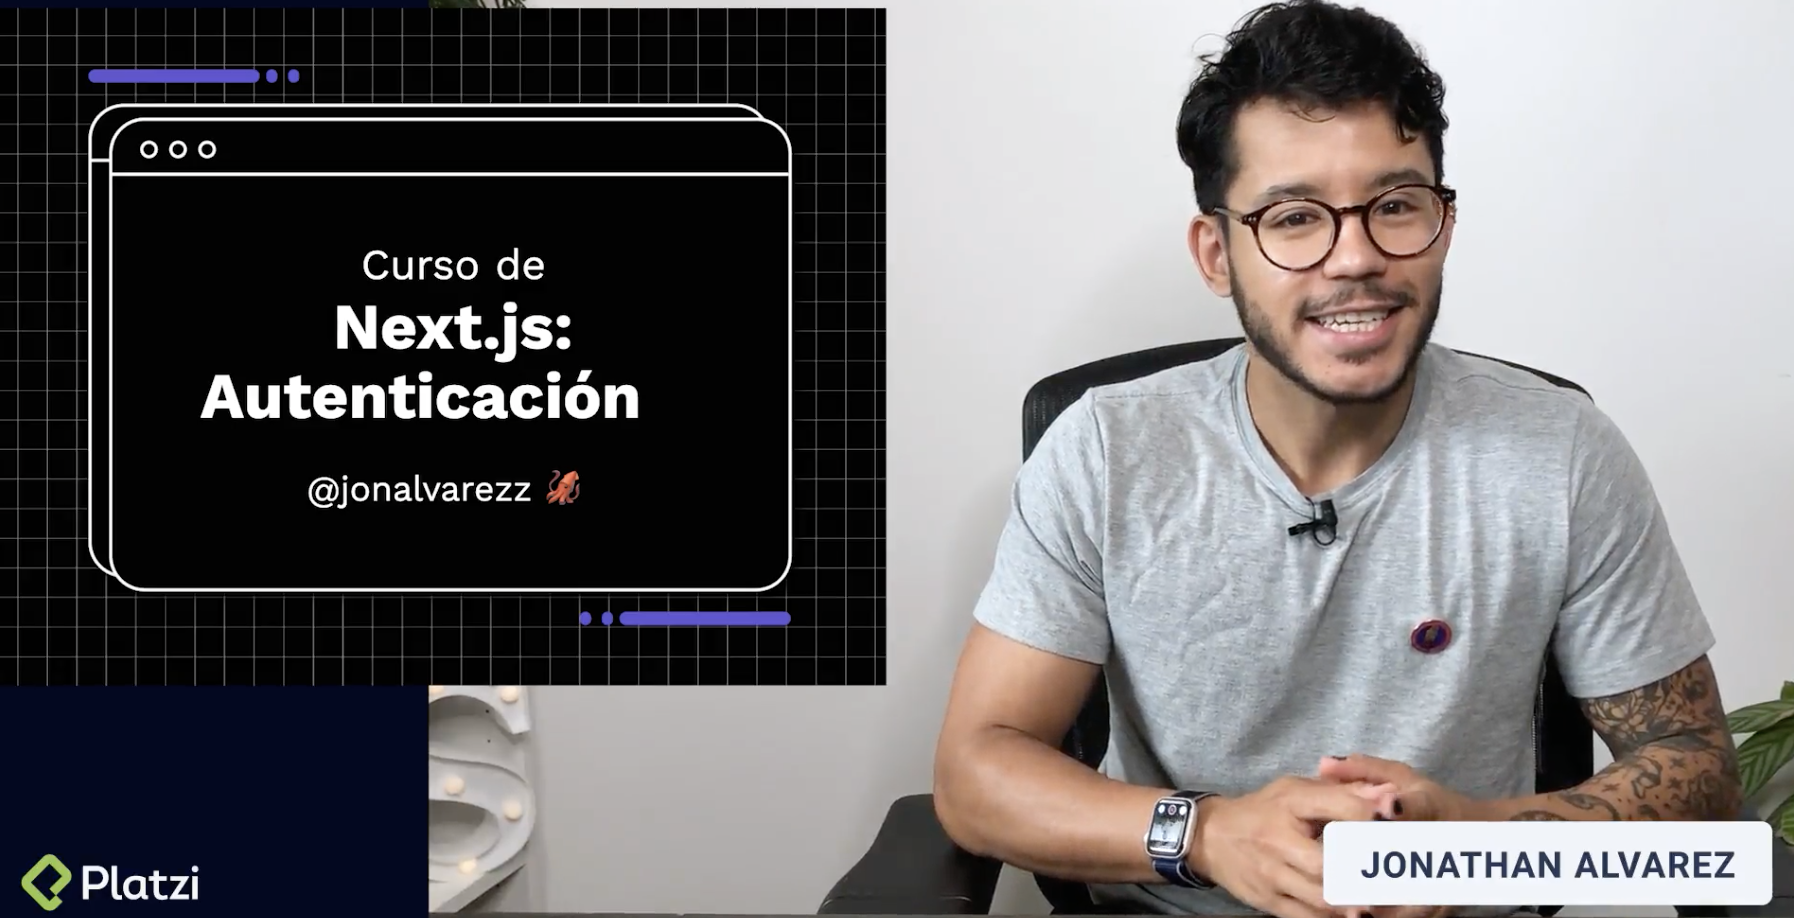 Curso de
Next.js:
Autenticación
@jonalvarezz 🦑
Platzi
JONATHAN ALVAREZ